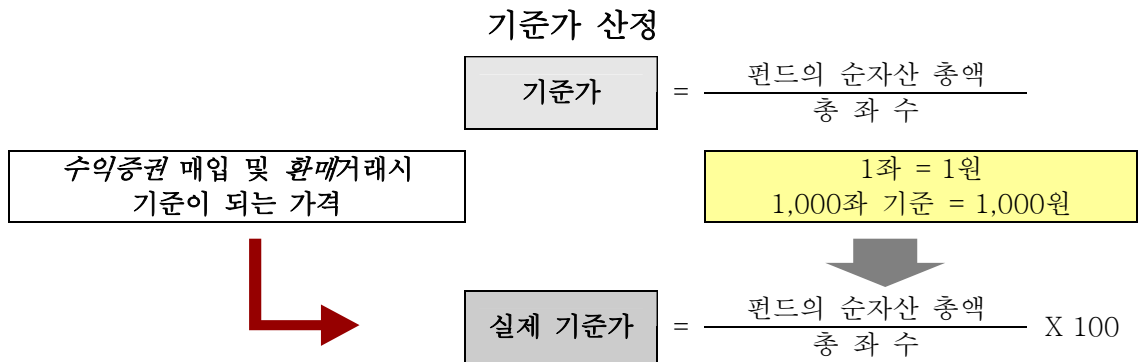 기준가 산정
기준가 = 펀드의 순자산 총액
총 좌 수
수익증권 매입 및 환매거래시
기준이 되는 가격
1좌 = 1원
1,000좌 기준 = 1,000원
실제 기준가 = 펀드의 순자산 총액 X 100
총 좌 수